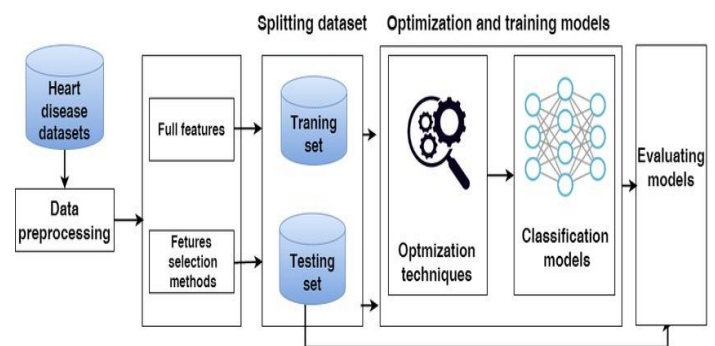 Splitting dataset
Optimization and training models
Heart
disease
datasets
Data
preprocessing
Full features
Fetures
selection
methods
Traning
set
Testing
set
Optmization
techniques
Classification
models
Evaluating
models